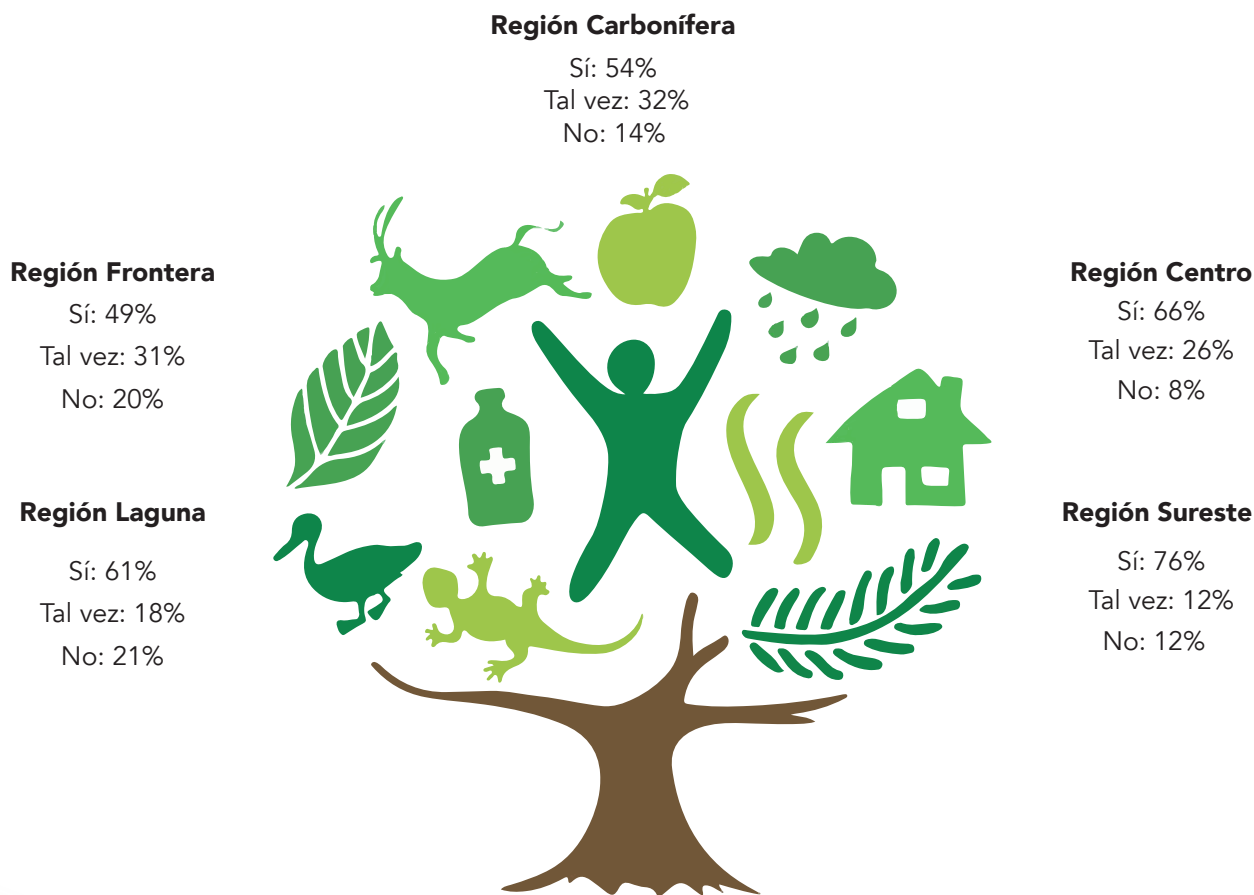 Región Carbonífera
Sí: 54%
Tal vez: 32%
No: 14%
Región Frontera
Sí: 49%
Tal vez: 31%
No: 20%
Región Centro
Sí: 66%
Tal vez: 26%
No: 8%
Región Laguna
Sí: 61%
Tal vez: 18%
No: 21%
Región Sureste
Sí: 76%
Tal vez: 12%
No: 12%